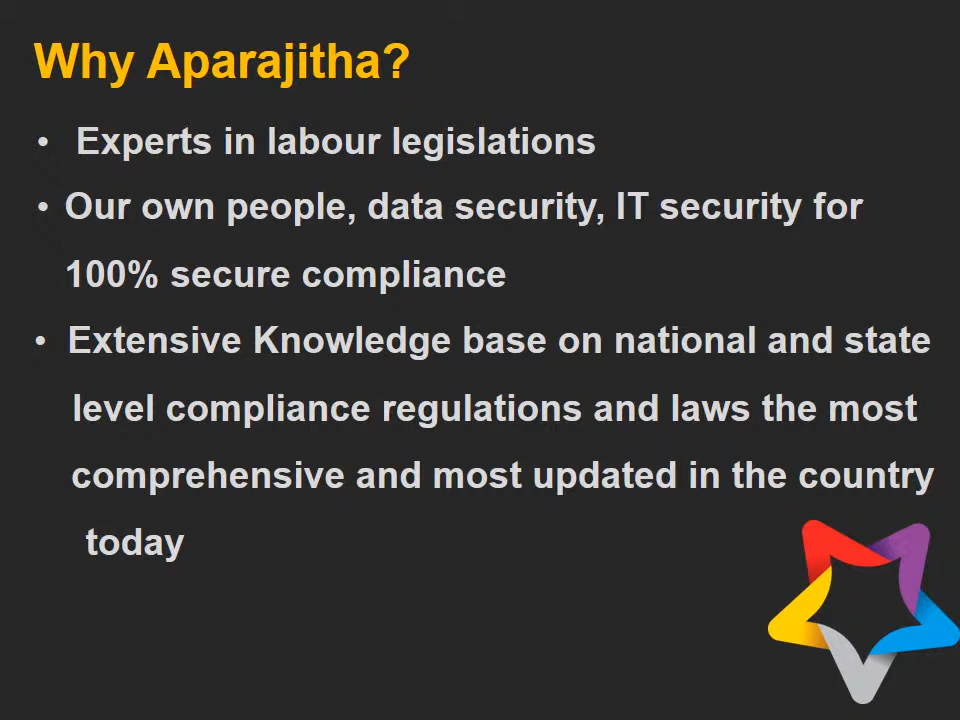 Why Aparajitha?
• Experts in labour legislations
• Our own people, data security, IT security for
100% secure compliance
• Extensive Knowledge base on national and state
level compliance regulations and laws the most
comprehensive and most updated in the country
today